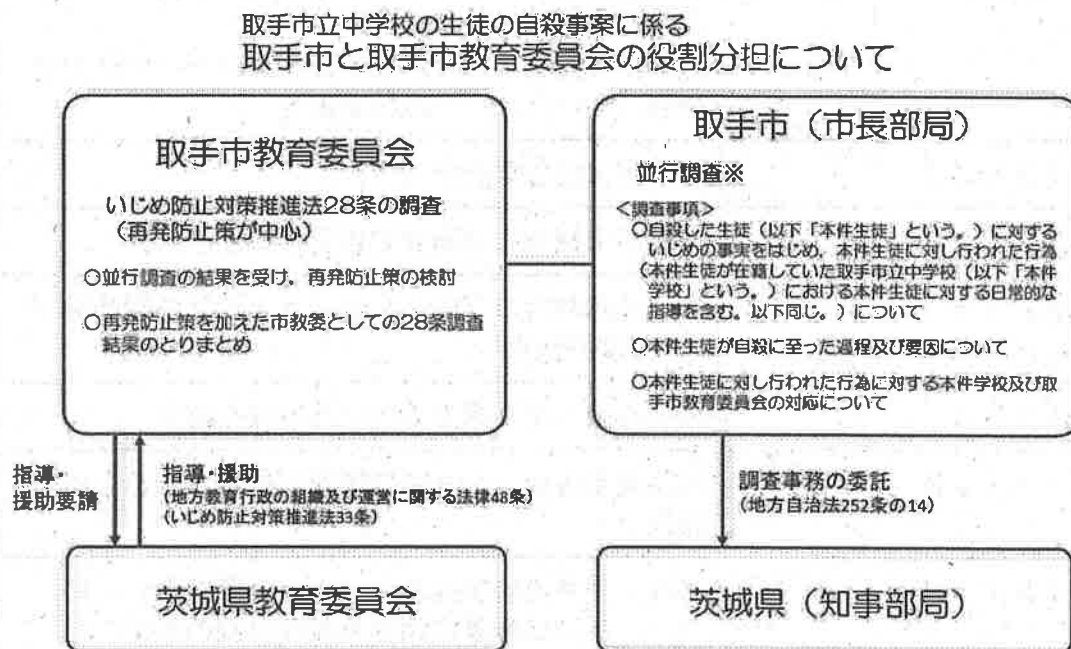 取手市立中学校の生徒の自殺事案に係る
取手市と取手市教育委員会の役割分担について
取手市教育委員会
いじめ防止対策推進法28条の調査
(再発防止策が中心)
○並行調査の結果を受け、再発防止策の検討
○再発防止策を加えた市教委としての28条調査
結果のとりまとめ
取手市(市長部局)
並行調査※
<調査事項>
○自殺した生徒(以下「本件生徒」という。)に対する
いじめの事実をはじめ、本件生徒に対し行われた行為
(本件生徒が在籍していた取手市立中学校(以下「本件
学校」という。)における本件生徒に対する日常的な
指導を含む。以下同じ。)について
○本件生徒が自殺に至った過程及び要因について
○本件生徒に対し行われた行為に対する本件学校及び取
手市教育委員会の対応について
指導・
援助要請
指導・援助
(地方教育行政の組織及び運営に関する法律48条)
(いじめ防止対策推進法33条)
調査事務の委託
(地方自治法252条の14)
茨城県教育委員会
茨城県(知事部局)